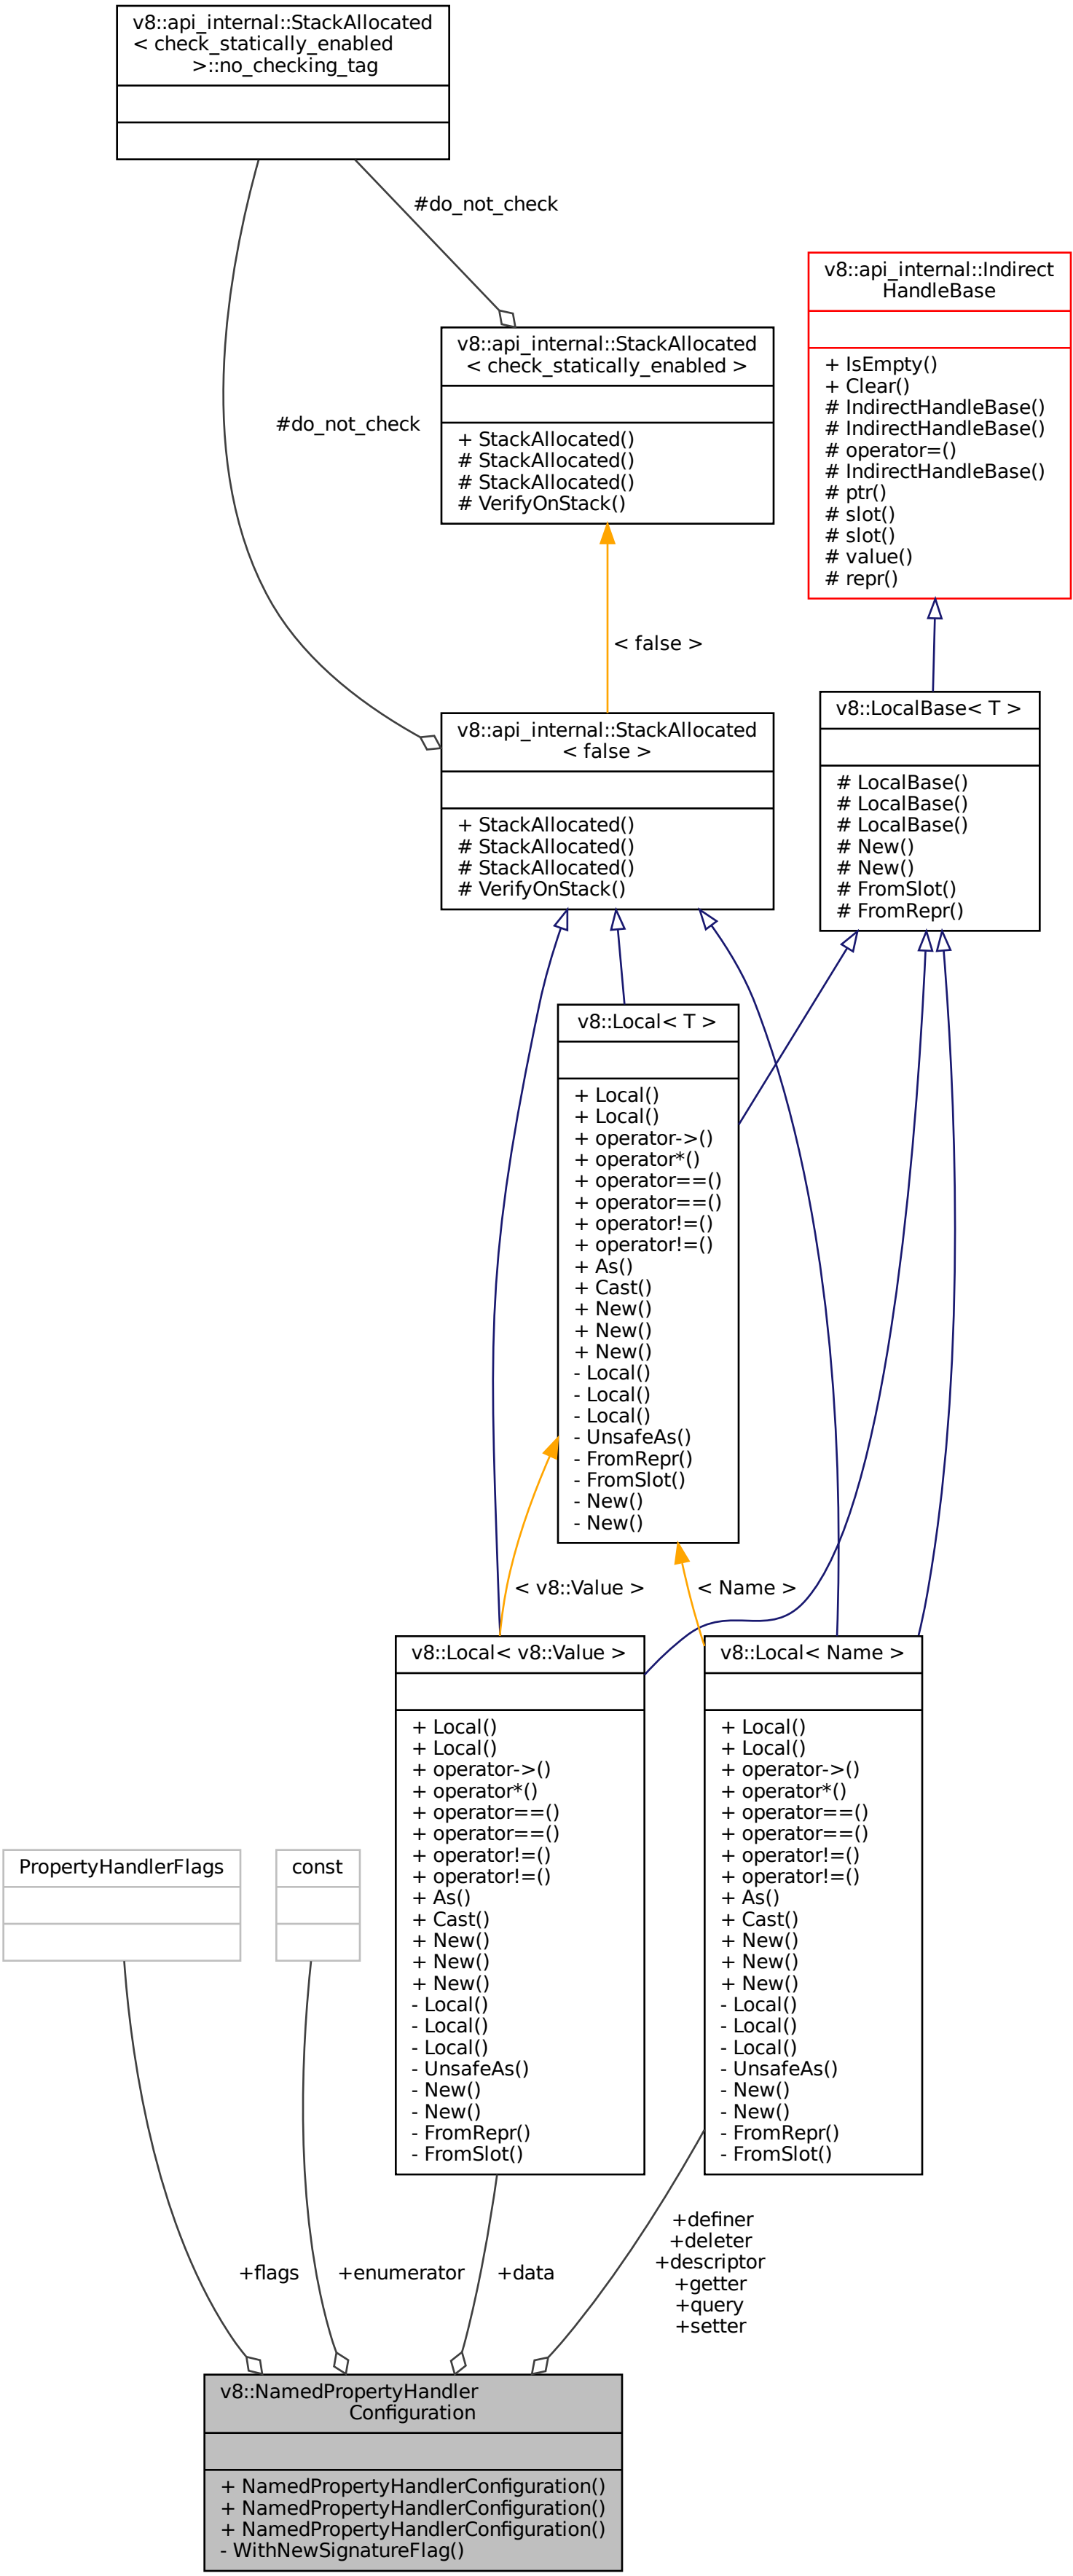 v8::api_internal::StackAllocated
< check_statically_enabled
>::no_checking_tag
#do_not_check
v8::api_internal::Indirect
HandleBase
+ IsEmpty()
+ Clear()
# IndirectHandleBase()
# IndirectHandleBase()
# operator=()
# IndirectHandleBase()
# ptr()
# slot()
# slot()
# value()
# repr()
v8::api_internal::StackAllocated
< check_statically_enabled >
+ StackAllocated()
# StackAllocated()
# StackAllocated()
# VerifyOnStack()
#do_not_check
< false >
v8::api_internal::StackAllocated
< false >
+ StackAllocated()
# StackAllocated()
# StackAllocated()
# VerifyOnStack()
v8::LocalBase< T >
# LocalBase()
# LocalBase()
# LocalBase()
# New()
# New()
# FromSlot()
# FromRepr()
v8::Local< T >
+ Local()
+ Local()
+ operator->()
+ operator*()
+ operator==()
+ operator==()
+ operator!=()
+ operator!=()
+ As()
+ Cast()
+ New()
+ New()
+ New()
- Local()
- Local()
- Local()
- UnsafeAs()
- FromRepr()
- FromSlot()
- New()
- New()
< v8::Value >
< Name >
v8::Local< v8::Value >
+ Local()
+ Local()
+ operator->()
+ operator*()
+ operator==()
+ operator==()
+ operator!=()
+ operator!=()
+ As()
+ Cast()
+ New()
+ New()
+ New()
- Local()
- Local()
- Local()
- UnsafeAs()
- New()
- New()
- FromRepr()
- FromSlot()
v8::Local< Name >
+ Local()
+ Local()
+ operator->()
+ operator*()
+ operator==()
+ operator==()
+ operator!=()
+ operator!=()
+ As()
+ Cast()
+ New()
+ New()
+ New()
- Local()
- Local()
- Local()
- UnsafeAs()
- New()
- New()
- FromRepr()
- FromSlot()
PropertyHandlerFlags
const
+flags
+enumerator
+data
+definer
+deleter
+descriptor
+getter
+query
+setter
v8::NamedPropertyHandler
Configuration
+ NamedPropertyHandlerConfiguration()
+ NamedPropertyHandlerConfiguration()
+ NamedPropertyHandlerConfiguration()
- WithNewSignatureFlag()